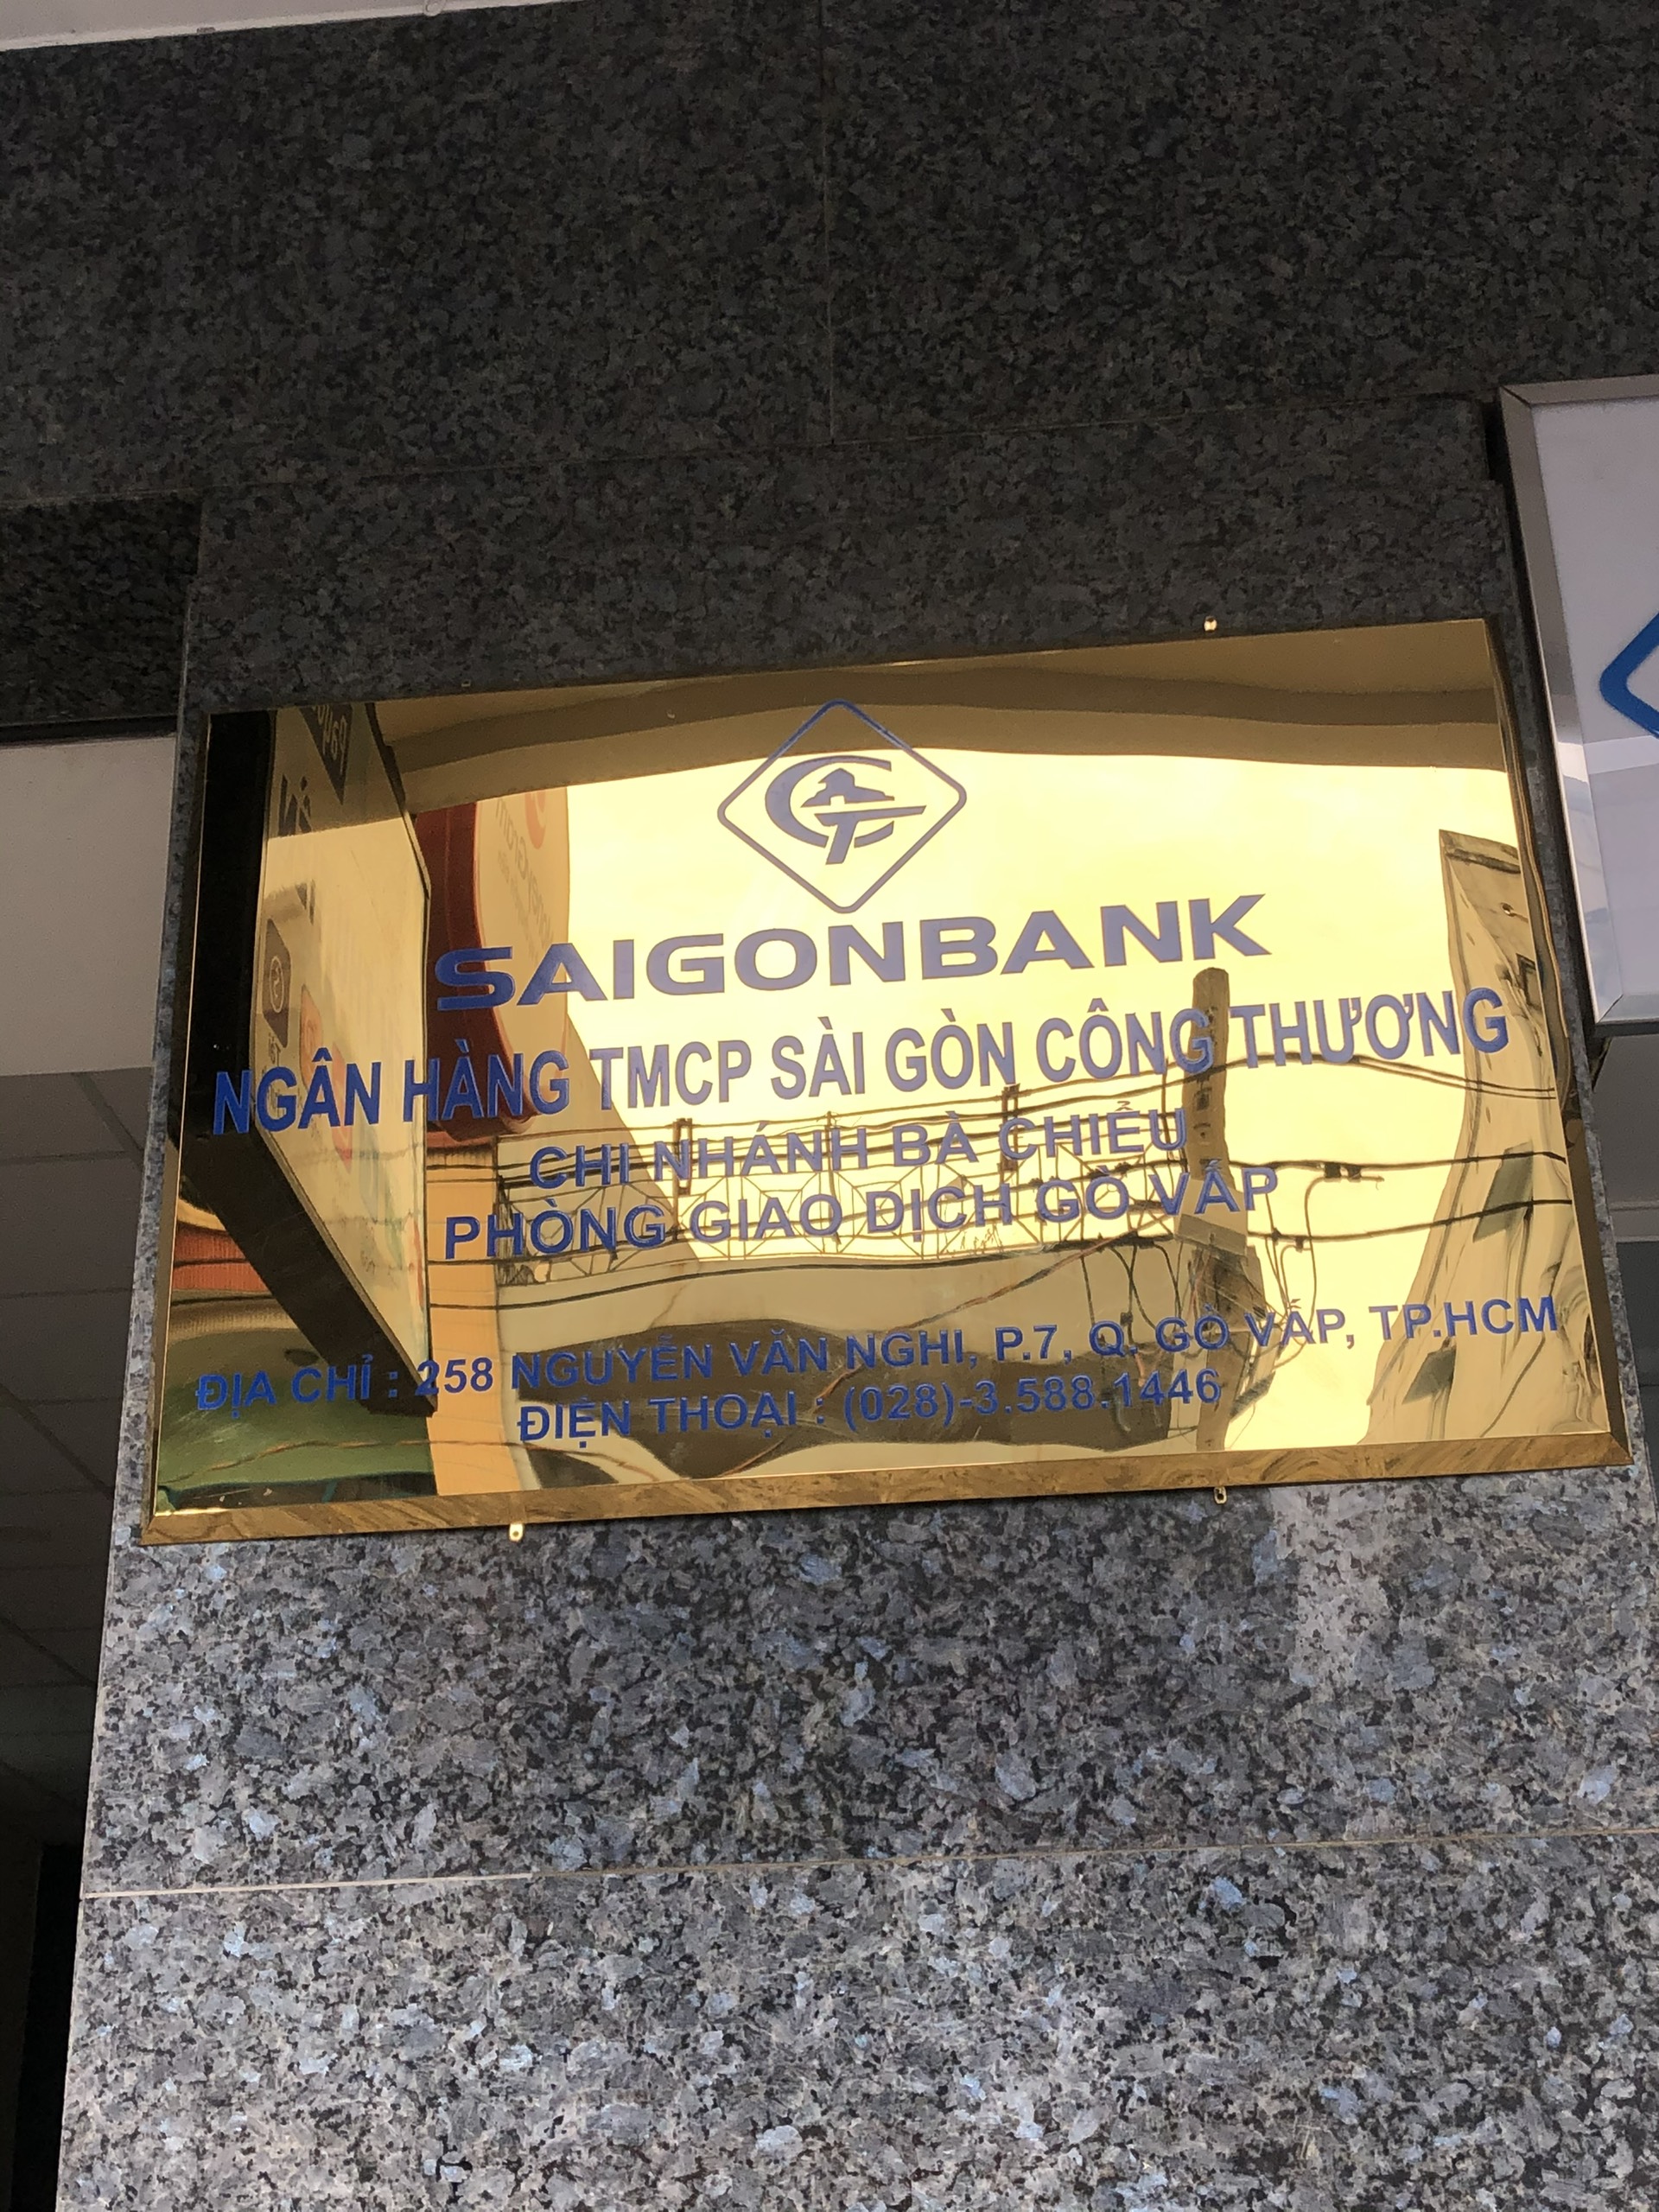 SAIGONBANK
NGÂN HÀNG TMCP SÀI GÒN CÔNG THƯƠNG
CHI NHÁNH BÀ CHIỂU
PHÒNG GIAO DỊCH GÒ VẤP
ĐỊA CHỈ : 258 NGUYỄN VĂN NGHI, P.7, Q. GÒ VẤP, TP.HCM
ĐIỆN THOẠI : (028)-3.588.1446